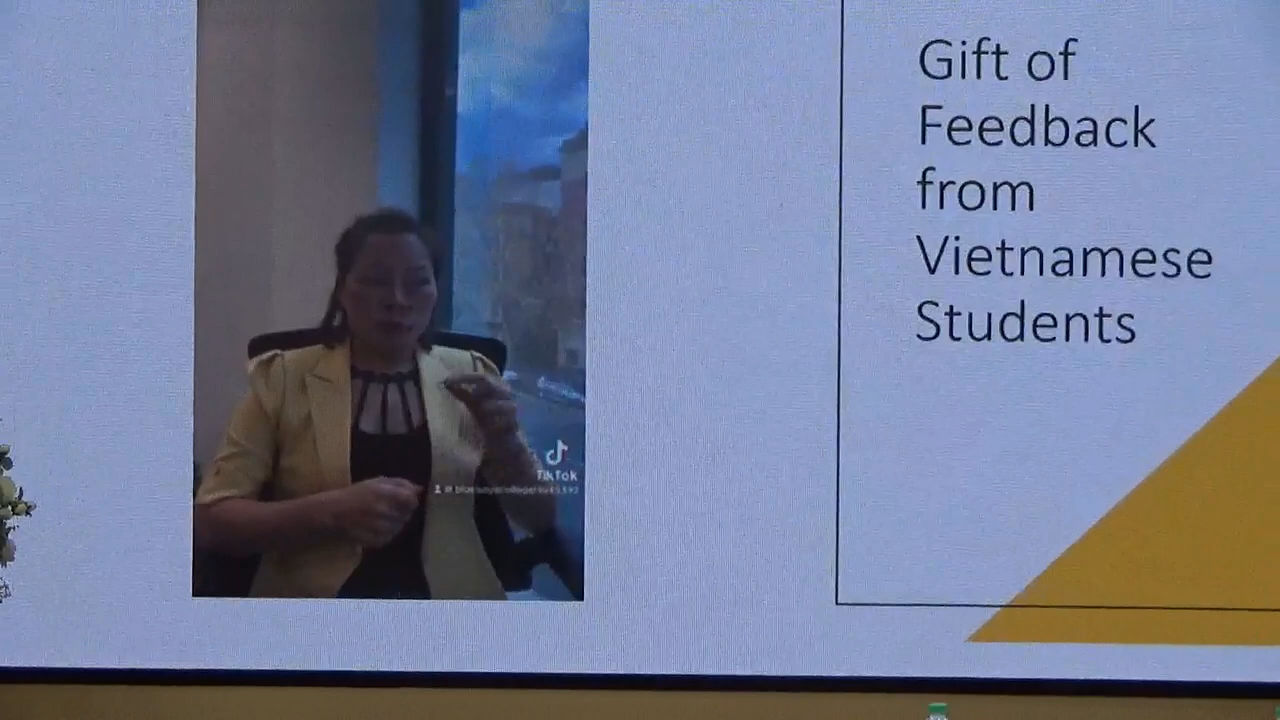 Gift of
Feedback
from
Vietnamese
Students
TikTok